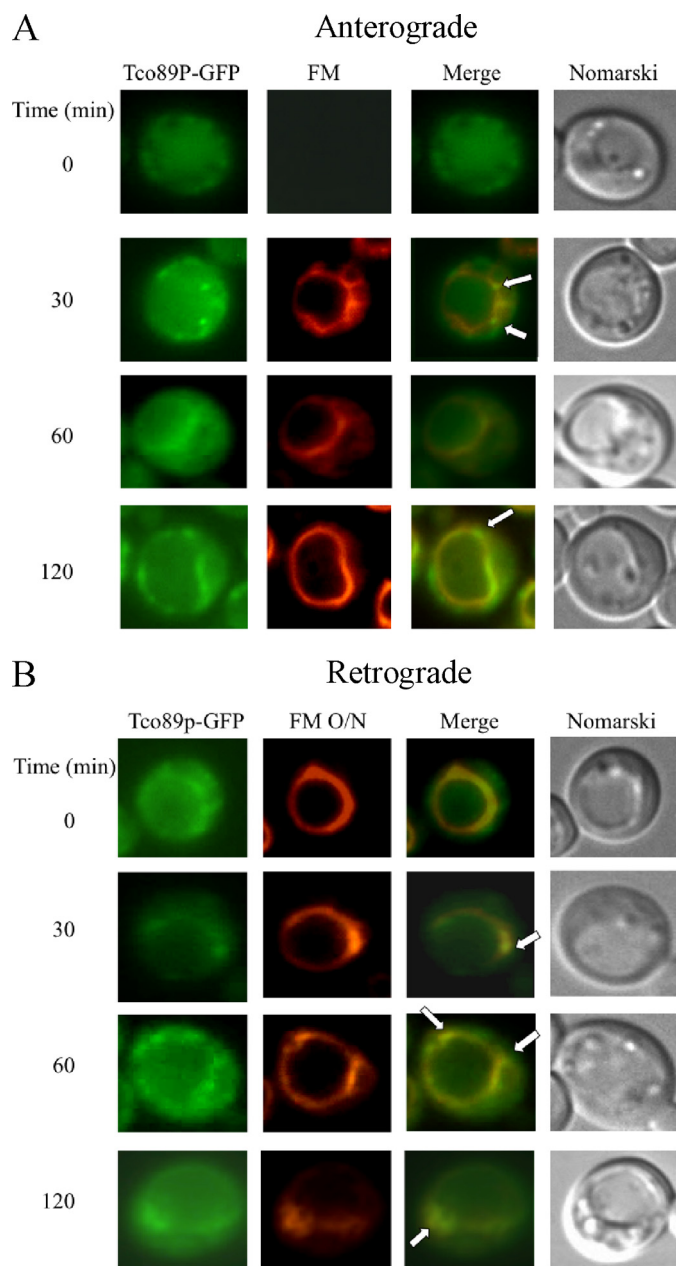 A Anterograde
Tco89P-GFP FM Merge Nomarski
Time (min)
0
30
60
120
B Retrograde
Tco89p-GFP FM O/N Merge Nomarski
Time (min)
0
30
60
120